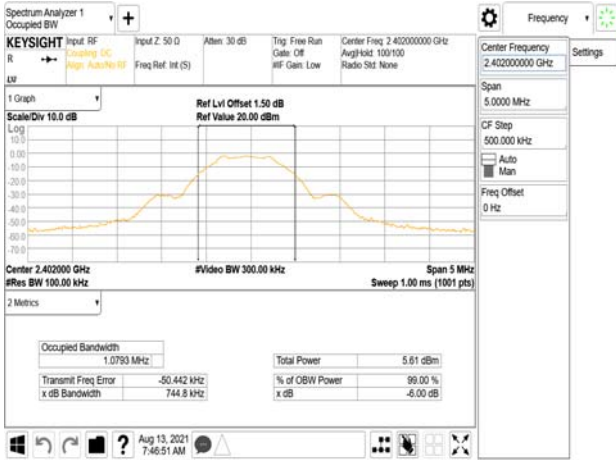 Spectrum Analyzer 1
Occupied BW
KEYSIGHT
R
Input: RF
Coupling: DC
Align: Auto/No RF
Input Z: 50 Ω
Freq Ref: Int (S)
Atten: 30 dB
Trig: Free Run
Gate: Off
#IF Gain: Low
Center Freq: 2.402000000 GHz
Avg|Hold: 100/100
Radio Std: None
1 Graph
Scale/Div 10.0 dB
Ref Lvl Offset 1.50 dB
Ref Value 20.00 dBm
Log
10.0
0.00
-10.0
-20.0
-30.0
-40.0
-50.0
-60.0
-70.0
Center 2.402000 GHz
#Video BW 300.00 kHz
Span 5 MHz
#Res BW 100.00 kHz
Sweep 1.00 ms (1001 pts)
2 Metrics
Occupied Bandwidth
1.0793 MHz
Total Power 5.61 dBm
Transmit Freq Error -50.442 kHz
% of OBW Power 99.00 %
x dB Bandwidth 744.8 kHz
x dB -6.00 dB
Aug 13, 2021
7:46:51 AM
Frequency
Settings
Center Frequency
2.402000000 GHz
Span
5.0000 MHz
CF Step
500.000 kHz
Auto
Man
Freq Offset
0 Hz